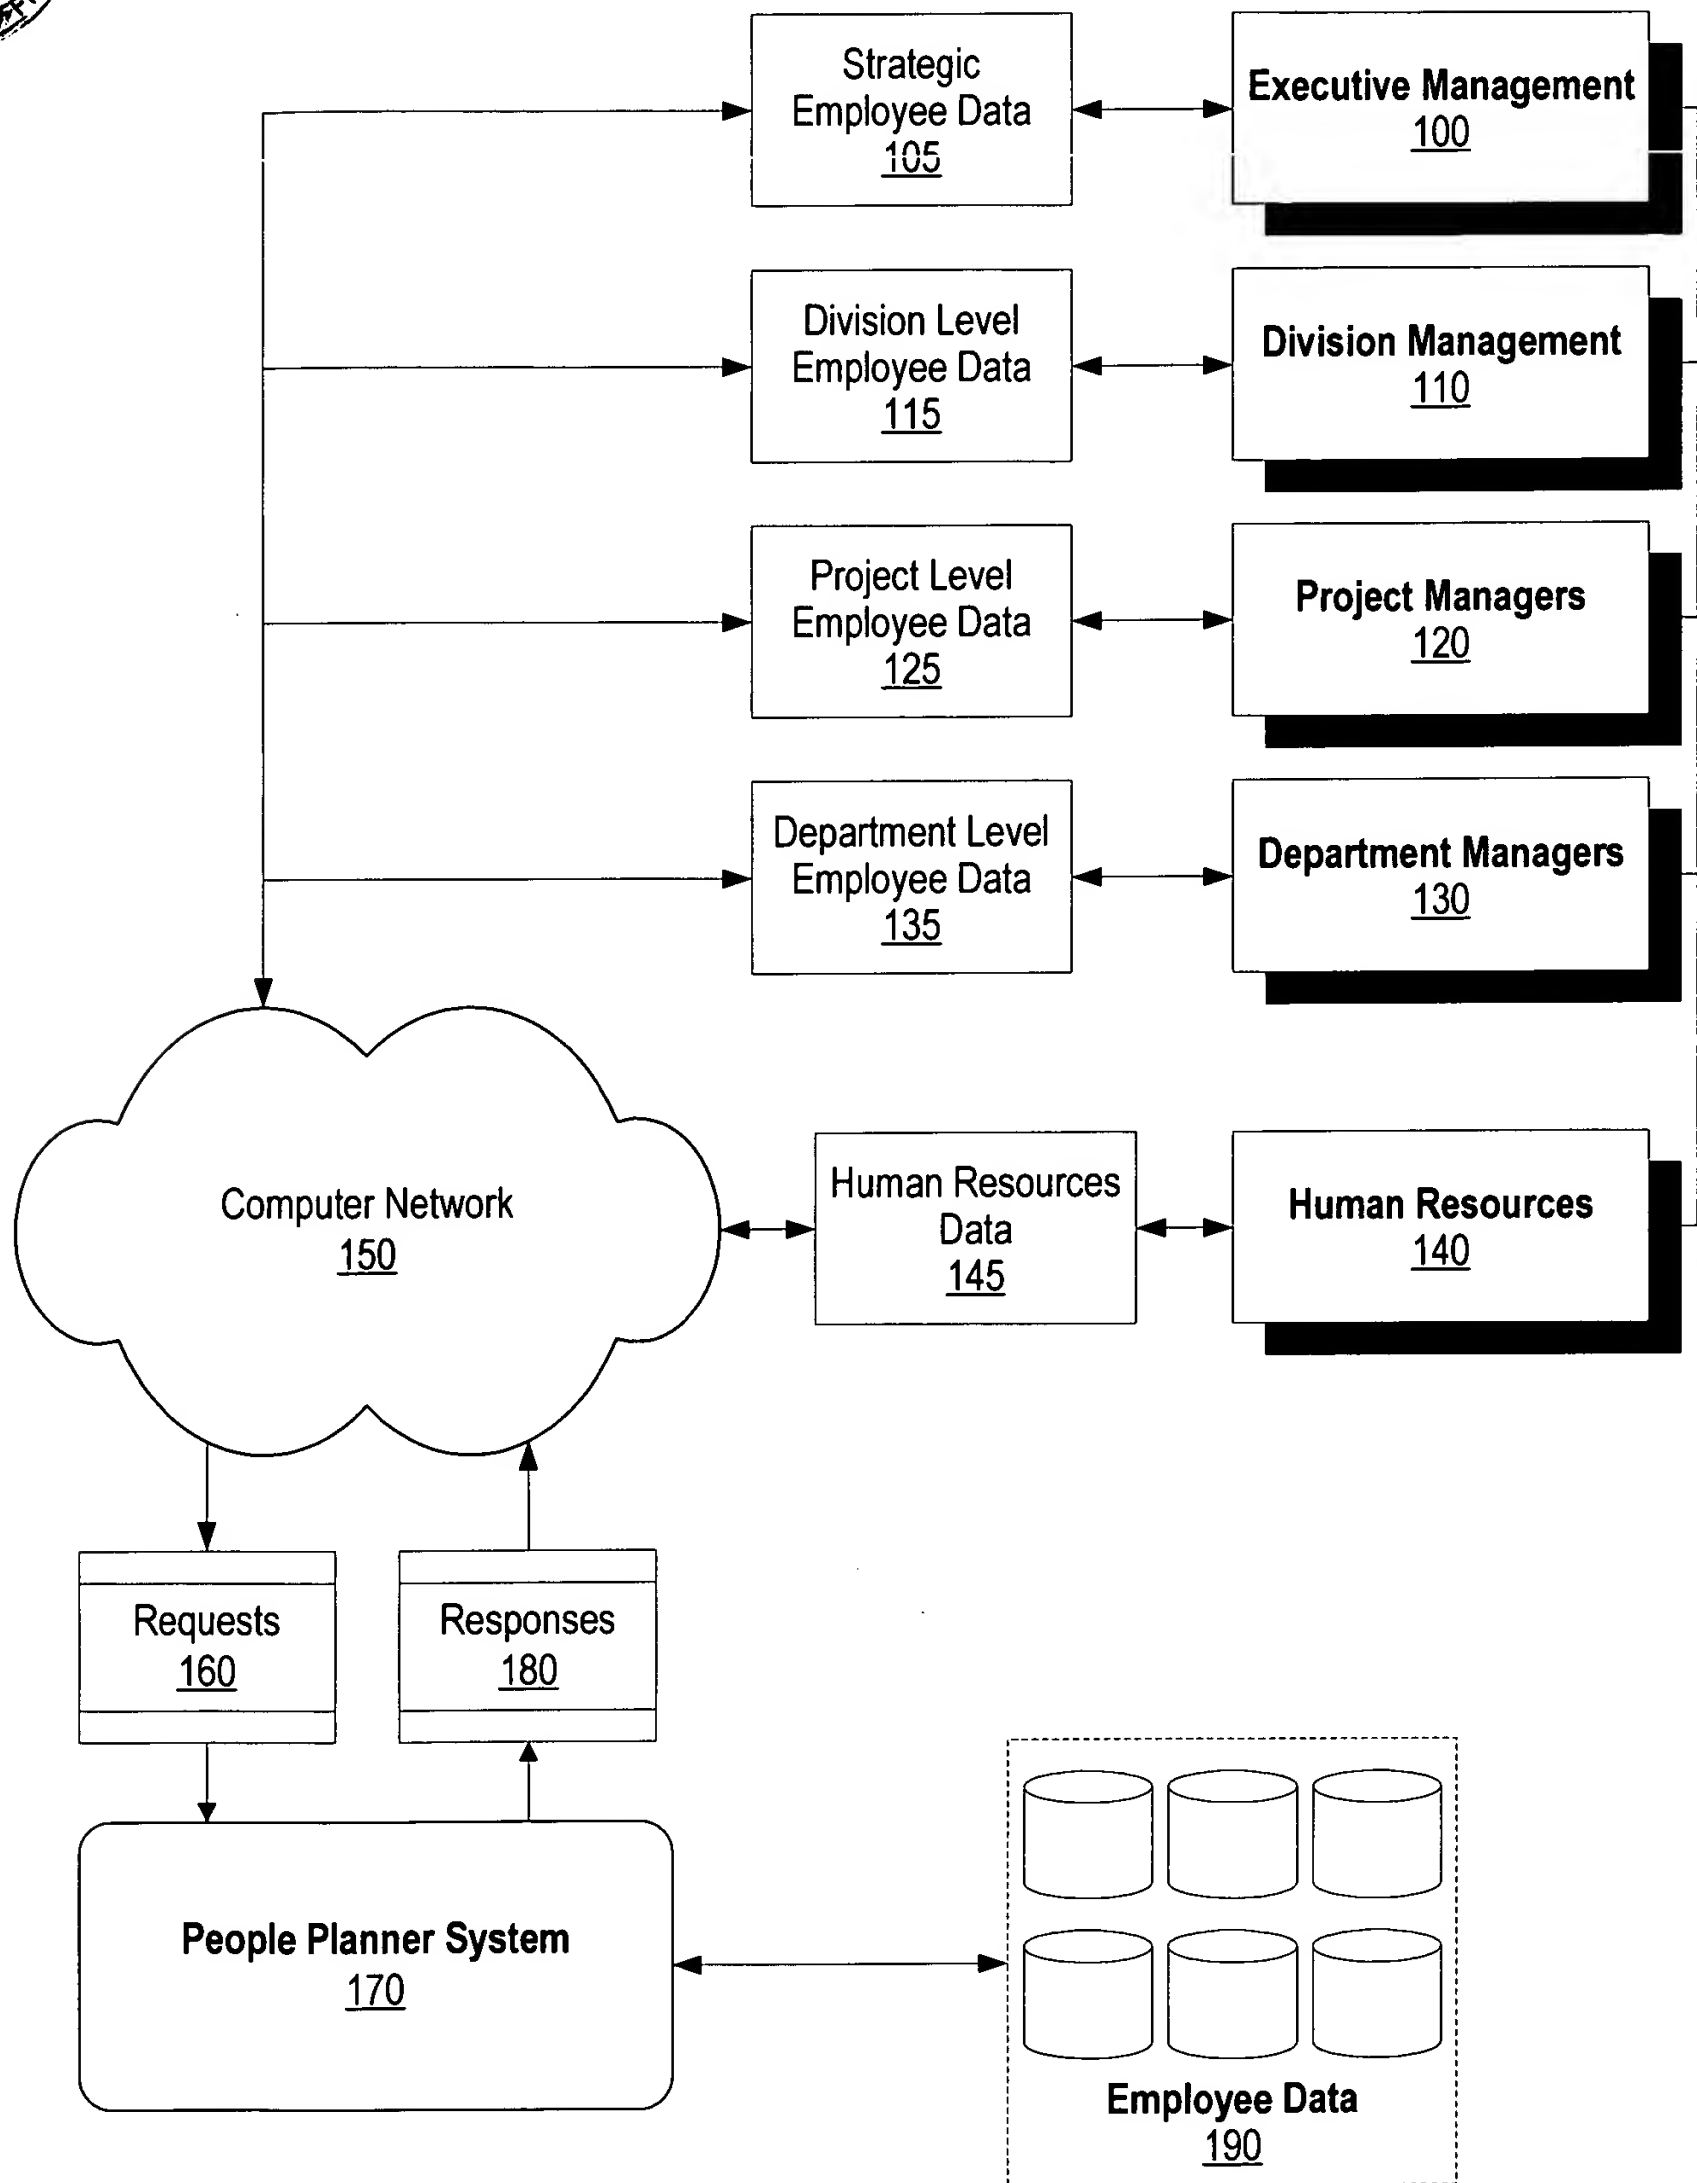 Strategic
Employee Data
105
Executive Management
100
Division Level
Employee Data
115
Division Management
110
Project Level
Employee Data
125
Project Managers
120
Department Level
Employee Data
135
Department Managers
130
Computer Network
150
Human Resources
Data
145
Human Resources
140
Requests
160
Responses
180
People Planner System
170
Employee Data
190